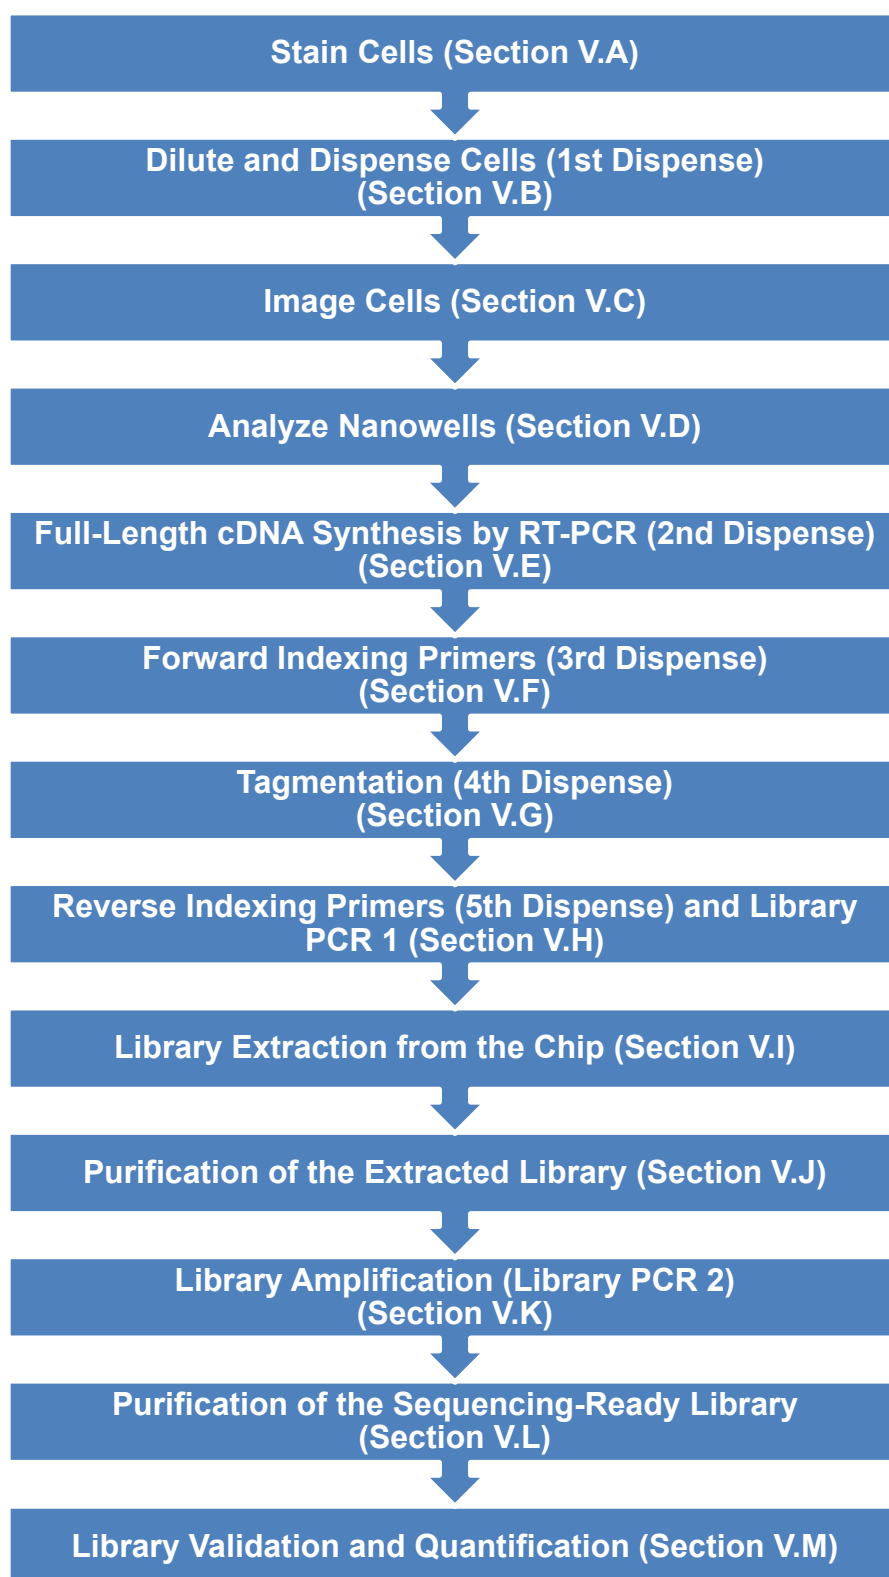 Stain Cells (Section V.A)
Dilute and Dispense Cells (1st Dispense)
(Section V.B)
Image Cells (Section V.C)
Analyze Nanowells (Section V.D)
Full-Length cDNA Synthesis by RT-PCR (2nd Dispense)
(Section V.E)
Forward Indexing Primers (3rd Dispense)
(Section V.F)
Tagmentation (4th Dispense)
(Section V.G)
Reverse Indexing Primers (5th Dispense) and Library
PCR 1 (Section V.H)
Library Extraction from the Chip (Section V.I)
Purification of the Extracted Library (Section V.J)
Library Amplification (Library PCR 2)
(Section V.K)
Purification of the Sequencing-Ready Library
(Section V.L)
Library Validation and Quantification (Section V.M)